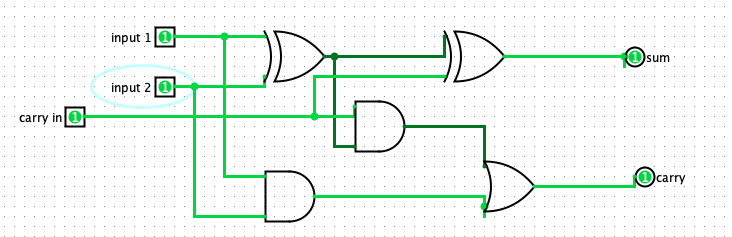 input 1 1
1 sum
input 2 1
carry in 1
1 carry